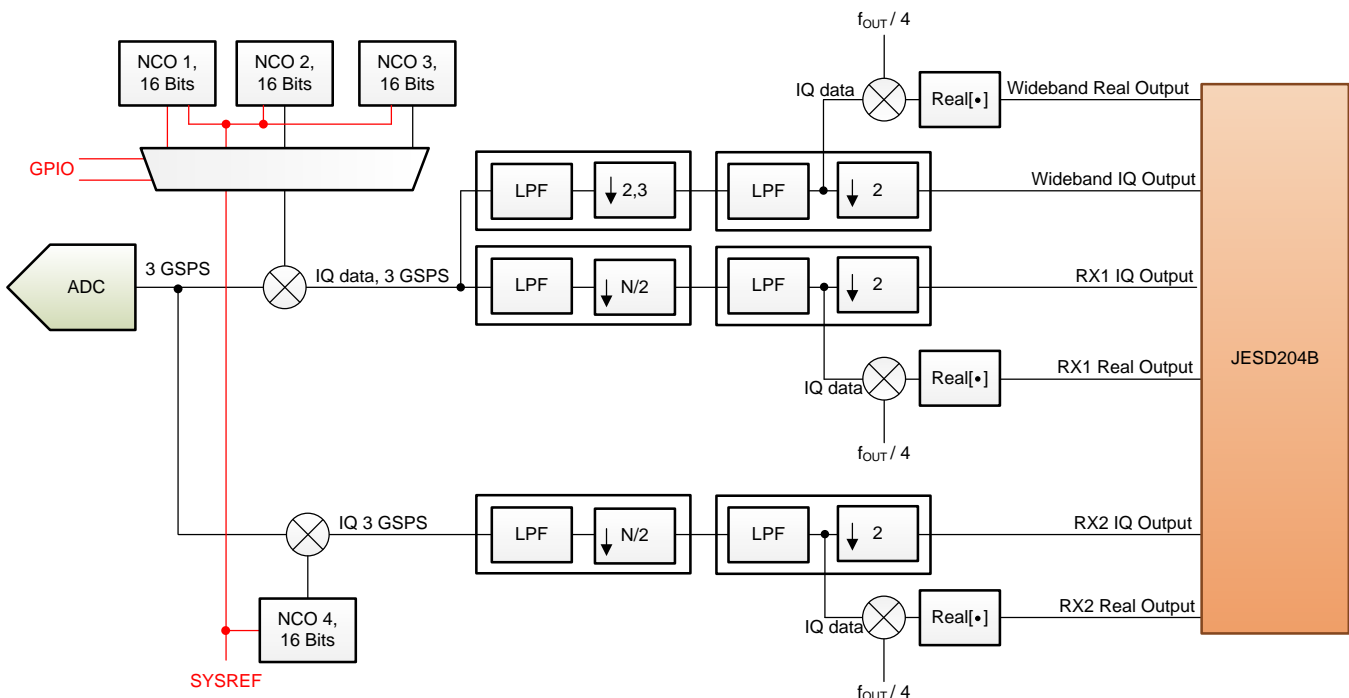 fOUT / 4
NCO 1,
16 Bits
NCO 2,
16 Bits
NCO 3,
16 Bits
IQ data
Real[•]
Wideband Real Output
GPIO
LPF
2,3
LPF
2
Wideband IQ Output
ADC
3 GSPS
IQ data, 3 GSPS
LPF
N/2
LPF
2
RX1 IQ Output
JESD204B
IQ data
Real[•]
RX1 Real Output
fOUT / 4
IQ 3 GSPS
LPF
N/2
LPF
2
RX2 IQ Output
NCO 4,
16 Bits
IQ data
Real[•]
RX2 Real Output
SYSREF
fOUT / 4